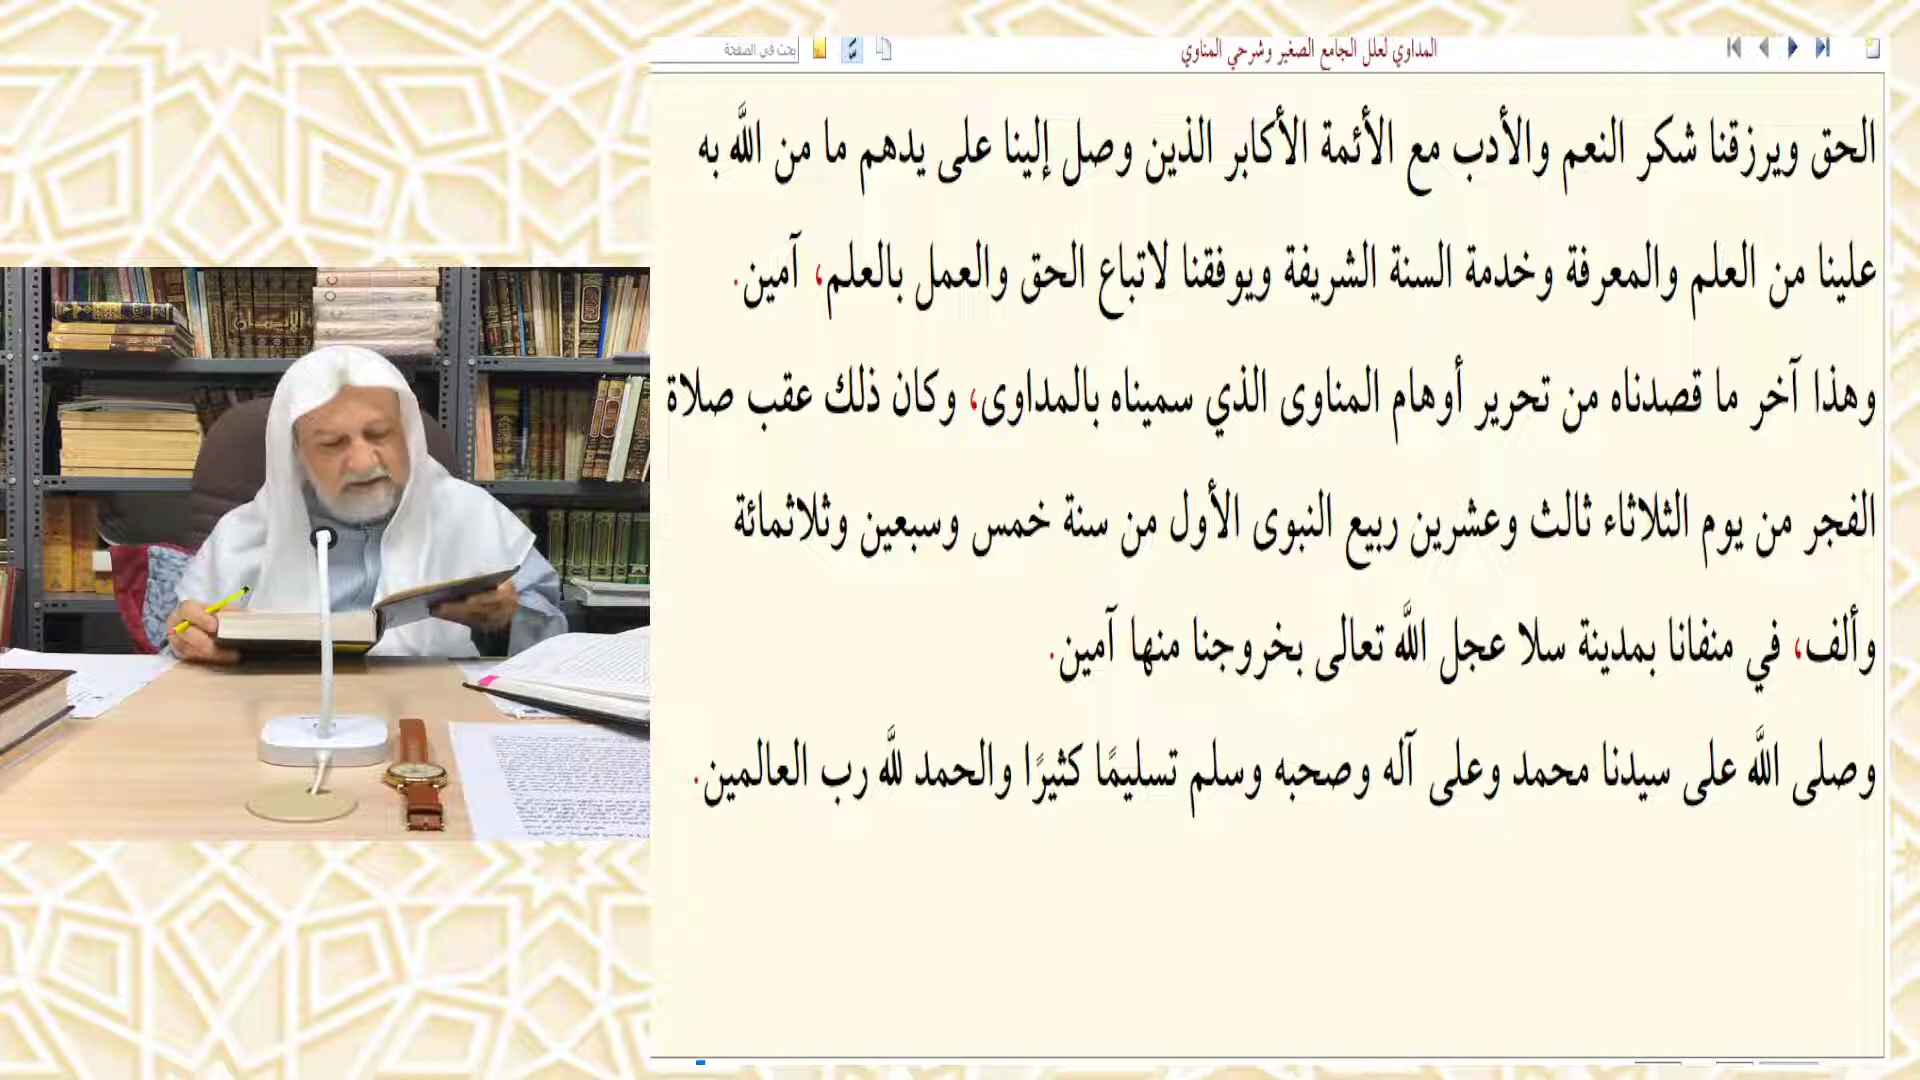 المداوي لعلل الجامع الصغير وشرحي المناوي
بحث في الصفحة
الحق ويرزقنا شكر النعم والأدب مع الأئمة الأكابر الذين وصل إلينا على يدهم ما من الله به
علينا من العلم والمعرفة وخدمة السنة الشريفة ويوفقنا لاتباع الحق والعمل بالعلم، آمين.
وهذا آخر ما قصدناه من تحرير أوهام المناوى الذي سميناه بالمداوى، وكان ذلك عقب صلاة
الفجر من يوم الثلاثاء ثالث وعشرين ربيع النبوى الأول من سنة خمس وسبعين وثلاثمائة
وألف، في منفانا بمدينة سلا عجل الله تعالى بخروجنا منها آمين.
وصلى الله على سيدنا محمد وعلى آله وصحبه وسلم تسليمًا كثيرًا والحمد لله رب العالمين.